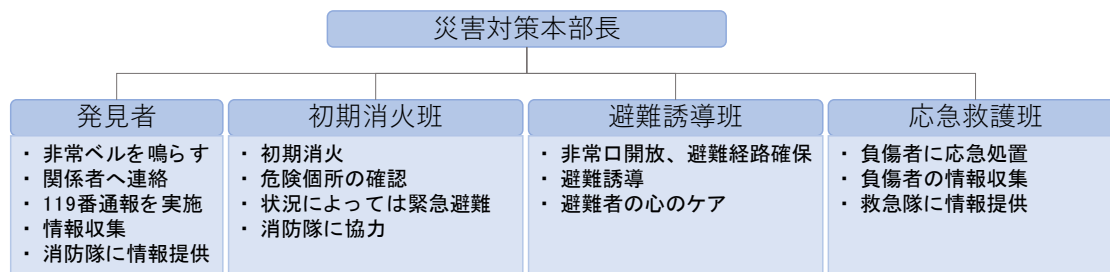 災害対策本部長
発見者
・ 非常ベルを鳴らす
・ 関係者へ連絡
・ 119番通報を実施
・ 情報収集
・ 消防隊に情報提供
初期消火班
・ 初期消火
・ 危険個所の確認
・ 状況によっては緊急避難
・ 消防隊に協力
避難誘導班
・ 非常口開放、避難経路確保
・ 避難誘導
・ 避難者の心のケア
応急救護班
・ 負傷者に応急処置
・ 負傷者の情報収集
・ 救急隊に情報提供